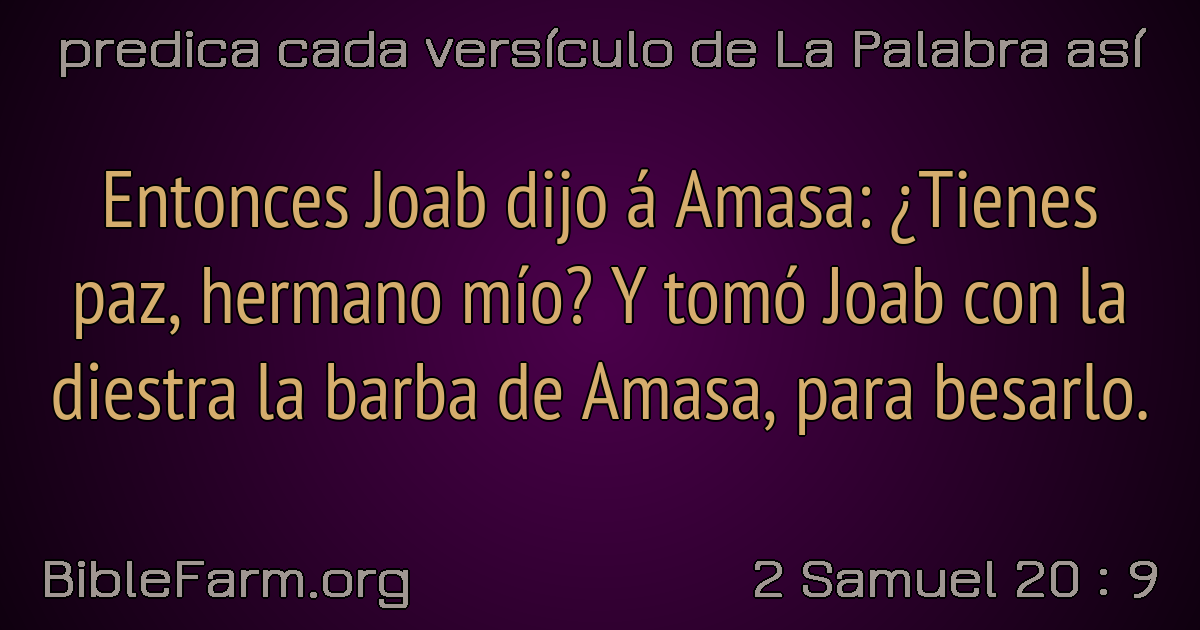 predica cada versículo de La Palabra así
Entonces Joab dijo á Amasa: ¿Tienes
paz, hermano mío? Y tomó Joab con la
diestra la barba de Amasa, para besarlo.
BibleFarm.org
2 Samuel 20 : 9